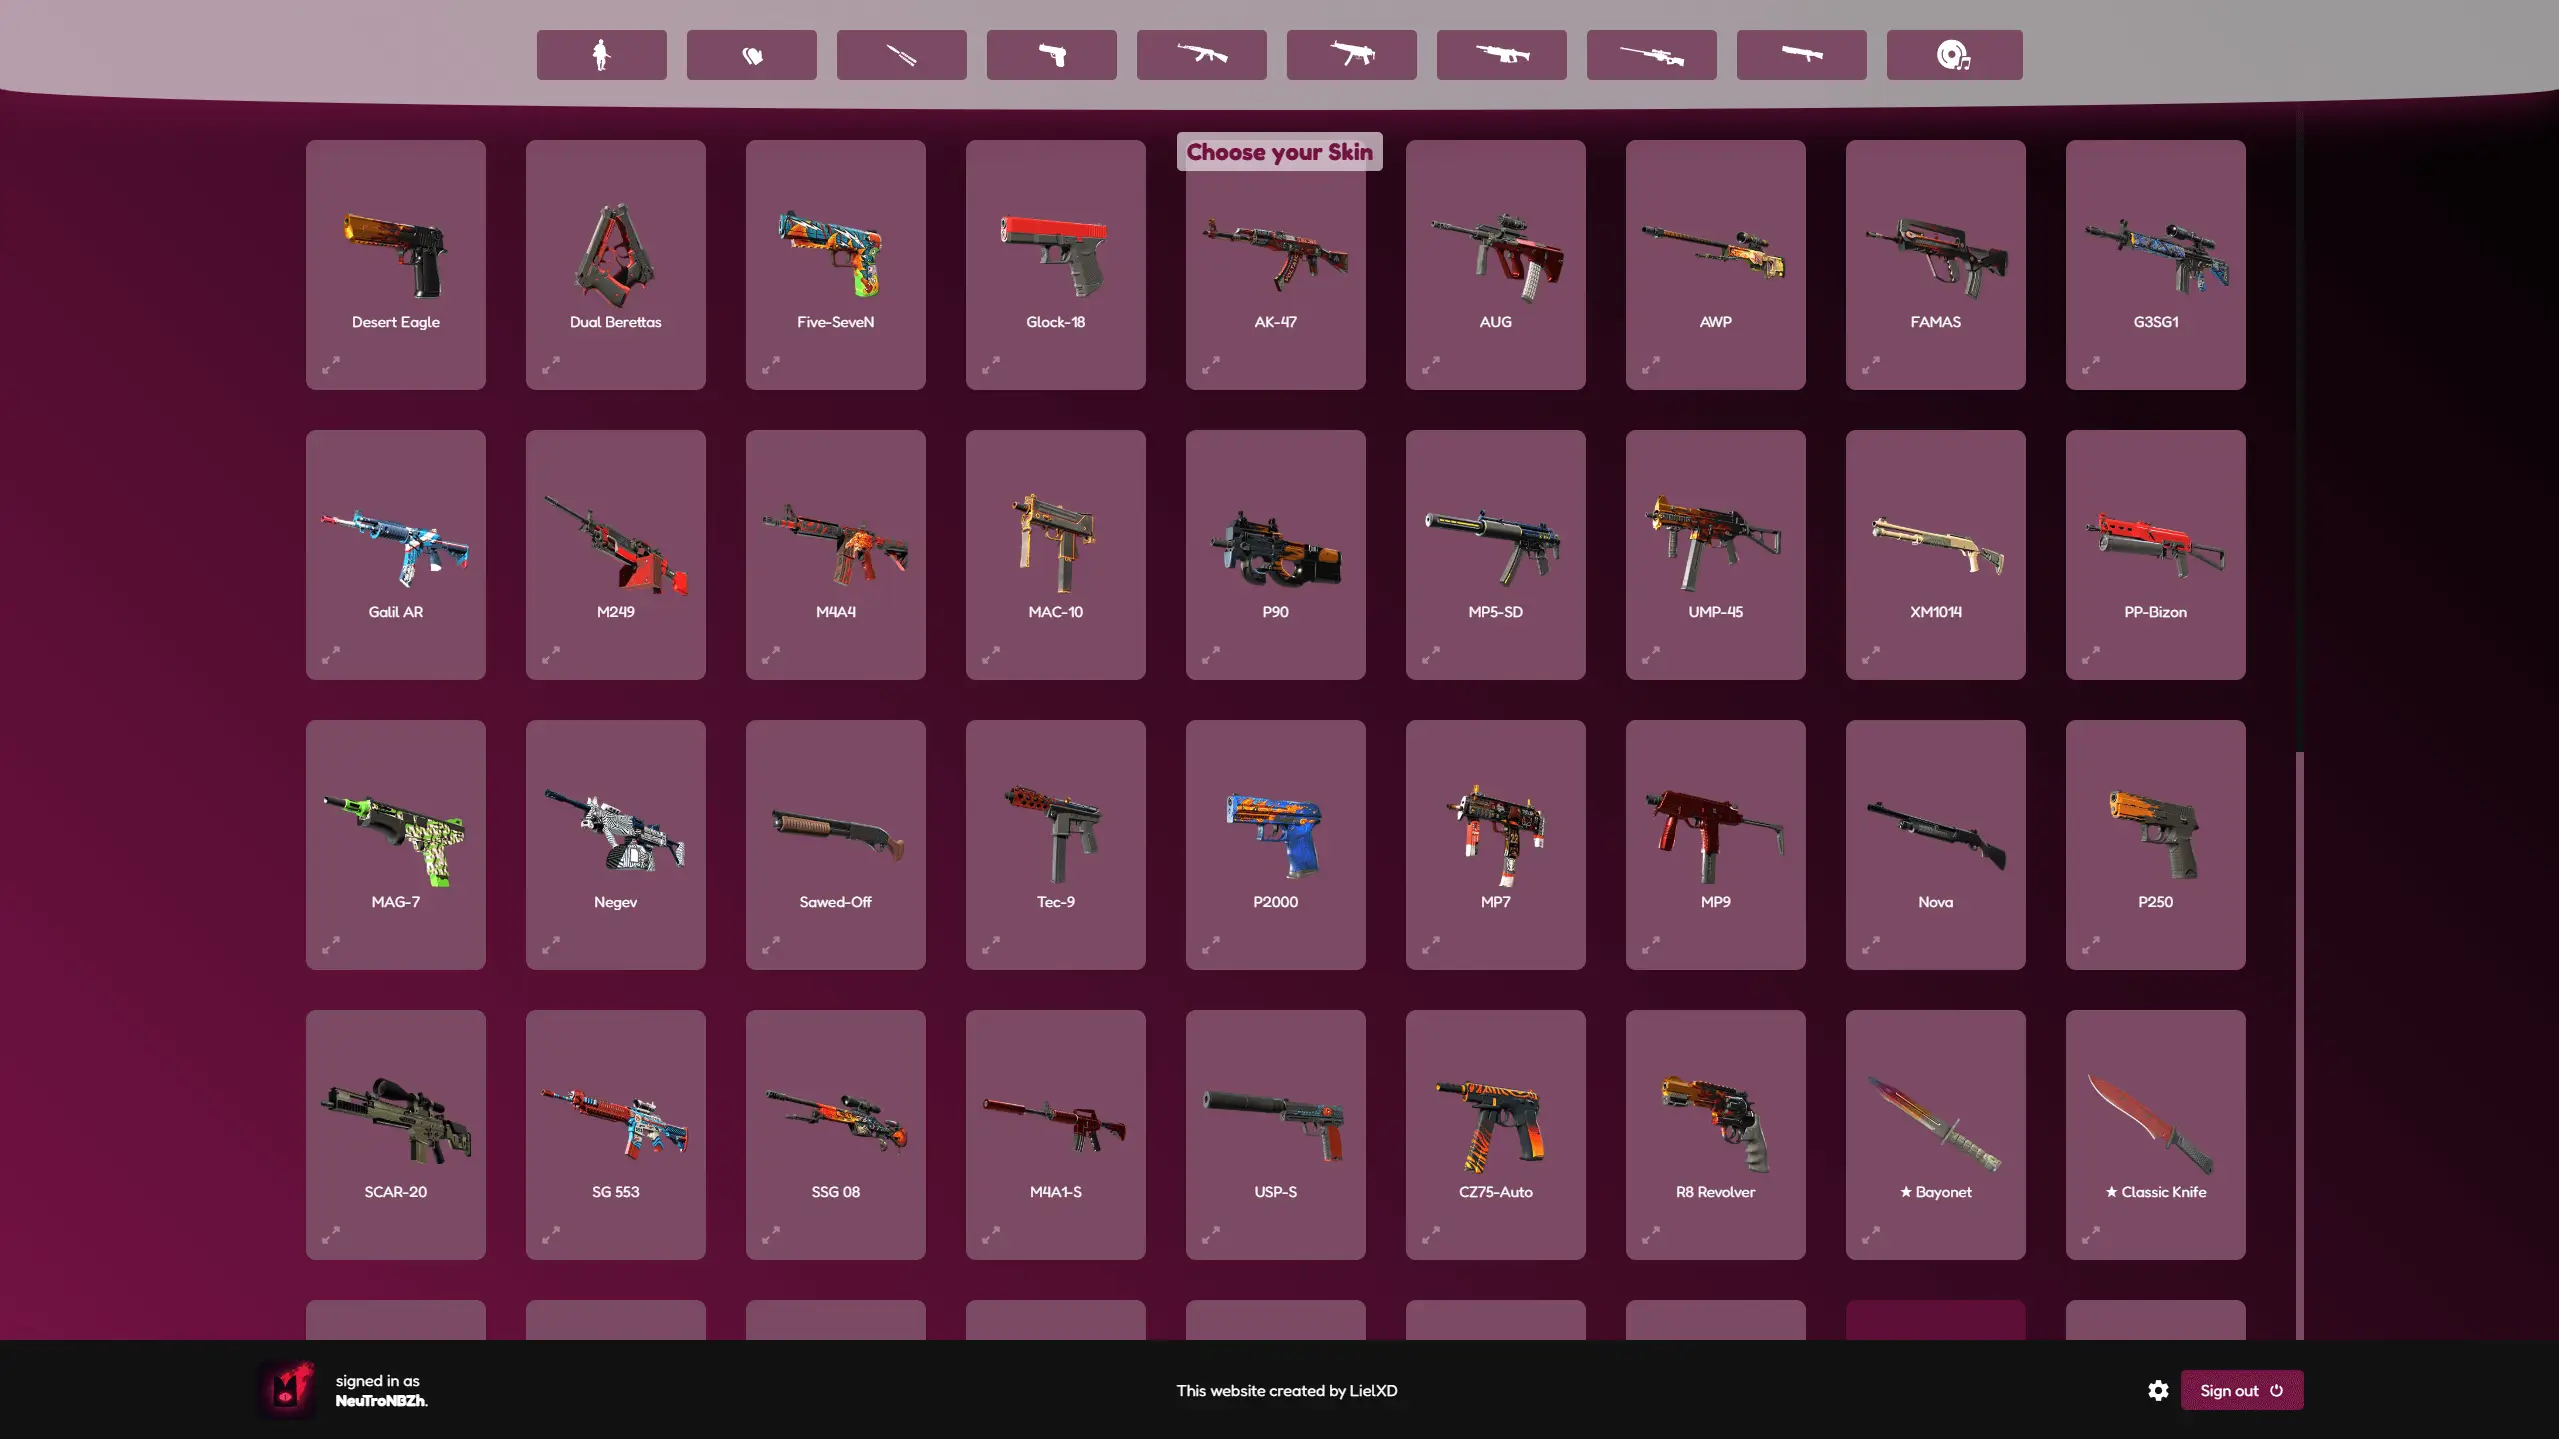 Choose your Skin
Desert Eagle
Dual Berettas
Five-SeveN
Glock-18
AK-47
AUG
AWP
FAMAS
G3SG1
Galil AR
M249
M4A4
MAC-10
P90
MP5-SD
UMP-45
XM1014
PP-Bizon
MAG-7
Negev
Sawed-Off
Tec-9
P2000
MP7
MP9
Nova
P250
SCAR-20
SG 553
SSG 08
M4A1-S
USP-S
CZ75-Auto
R8 Revolver
★ Bayonet
★ Classic Knife
signed in as
NeuTroNBZh.
This website created by LielXD
Sign out